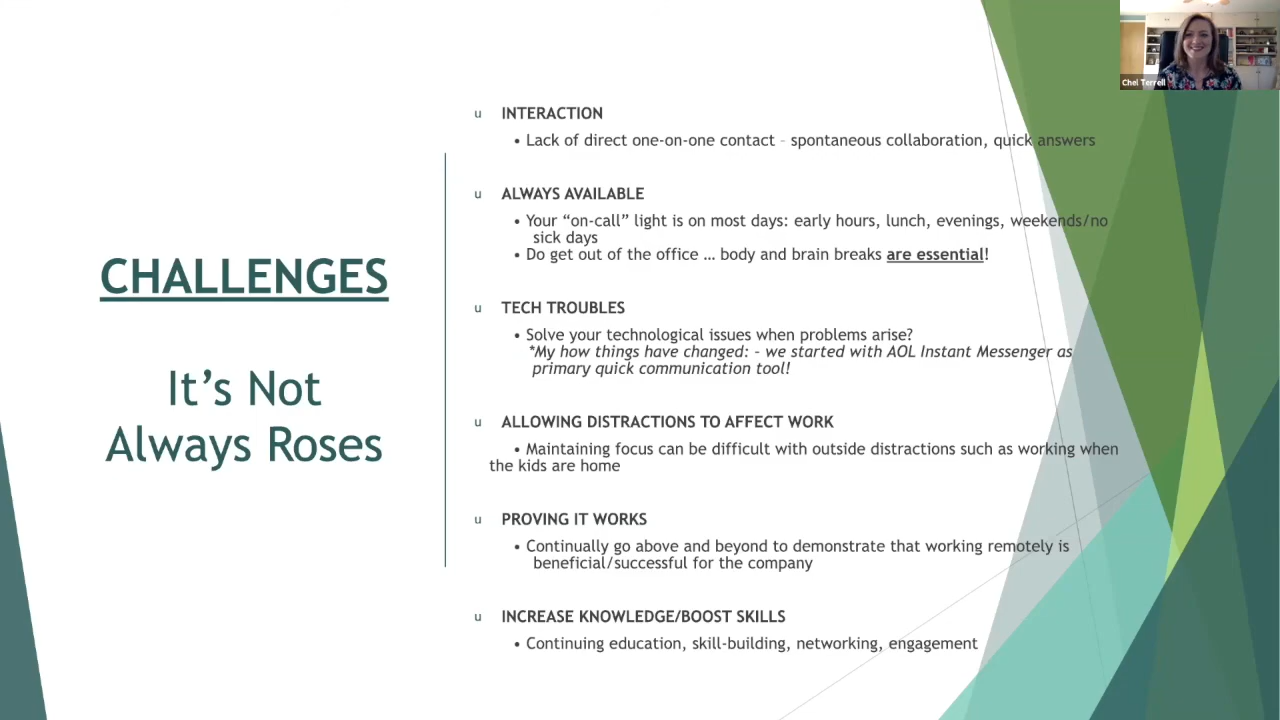 Chel Terrell
CHALLENGES
It's Not
Always Roses
u INTERACTION
• Lack of direct one-on-one contact – spontaneous collaboration, quick answers
u ALWAYS AVAILABLE
• Your “on-call” light is on most days: early hours, lunch, evenings, weekends/no
sick days
• Do get out of the office … body and brain breaks are essential!
u TECH TROUBLES
• Solve your technological issues when problems arise?
*My how things have changed: - we started with AOL Instant Messenger as
primary quick communication tool!
u ALLOWING DISTRACTIONS TO AFFECT WORK
• Maintaining focus can be difficult with outside distractions such as working when
the kids are home
u PROVING IT WORKS
• Continually go above and beyond to demonstrate that working remotely is
beneficial/successful for the company
u INCREASE KNOWLEDGE/BOOST SKILLS
• Continuing education, skill-building, networking, engagement